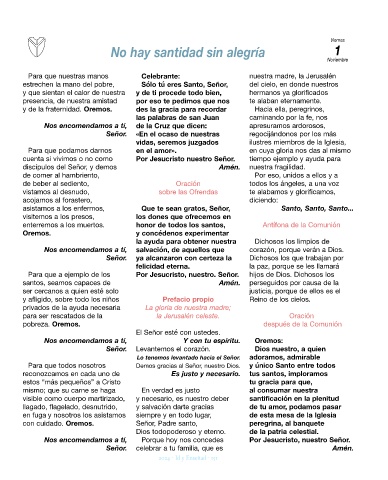 Viernes
1
Noviembre
No hay santidad sin alegría
Para que nuestras manos
estrechen la mano del pobre,
y que sientan el calor de nuestra
presencia, de nuestra amistad
y de la fraternidad. Oremos.
Nos encomendamos a ti,
Señor.
Para que podamos darnos
cuenta si vivimos o no como
discípulos del Señor, y demos
de comer al hambriento,
de beber al sediento,
vistamos al desnudo,
acojamos al forastero,
asistamos a los enfermos,
visitemos a los presos,
enterremos a los muertos.
Oremos.
Nos encomendamos a ti,
Señor.
Para que a ejemplo de los
santos, seamos capaces de
ser cercanos a quien esté solo
y afligido, sobre todo los niños
privados de la ayuda necesaria
para ser rescatados de la
pobreza. Oremos.
Nos encomendamos a ti,
Señor.
Para que todos nosotros
reconozcamos en cada uno de
estos “más pequeños” a Cristo
mismo; que su carne se haga
visible como cuerpo martirizado,
llagado, flagelado, desnutrido,
en fuga y nosotros los asistamos
con cuidado. Oremos.
Nos encomendamos a ti,
Señor.
Celebrante:
Sólo tú eres Santo, Señor,
y de ti procede todo bien,
por eso te pedimos que nos
des la gracia para recordar
las palabras de san Juan
de la Cruz que dicen:
«En el ocaso de nuestras
vidas, seremos juzgados
en el amor».
Por Jesucristo nuestro Señor.
Amén.
Oración
sobre las Ofrendas
Que te sean gratos, Señor,
los dones que ofrecemos en
honor de todos los santos,
y concédenos experimentar
la ayuda para obtener nuestra
salvación, de aquellos que
ya alcanzaron con certeza la
felicidad eterna.
Por Jesucristo, nuestro. Señor.
Amén.
Prefacio propio
La gloria de nuestra madre;
la Jerusalén celeste.
El Señor esté con ustedes.
Y con tu espíritu.
Levantemos el corazón.
Lo tenemos levantado hacia el Señor.
Demos gracias al Señor, nuestro Dios.
Es justo y necesario.
En verdad es justo
y necesario, es nuestro deber
y salvación darte gracias
siempre y en todo lugar,
Señor, Padre santo,
Dios todopoderoso y eterno.
Porque hoy nos concedes
celebrar a tu familia, que es
nuestra madre, la Jerusalén
del cielo, en donde nuestros
hermanos ya glorificados
te alaban eternamente.
Hacia ella, peregrinos,
caminando por la fe, nos
apresuramos ardorosos,
regocijándonos por los más
ilustres miembros de la Iglesia,
en cuya gloria nos das al mismo
tiempo ejemplo y ayuda para
nuestra fragilidad.
Por eso, unidos a ellos y a
todos los ángeles, a una voz
te alabamos y glorificamos,
diciendo:
Santo, Santo, Santo...
Antífona de la Comunión
Dichosos los limpios de
corazón, porque verán a Dios.
Dichosos los que trabajan por
la paz, porque se les llamará
hijos de Dios. Dichosos los
perseguidos por causa de la
justicia, porque de ellos es el
Reino de los cielos.
Oración
después de la Comunión
Oremos:
Dios nuestro, a quien
adoramos, admirable
y único Santo entre todos
tus santos, imploramos
tu gracia para que,
al consumar nuestra
santificación en la plenitud
de tu amor, podamos pasar
de esta mesa de la Iglesia
peregrina, al banquete
de la patria celestial.
Por Jesucristo, nuestro Señor.
Amén.